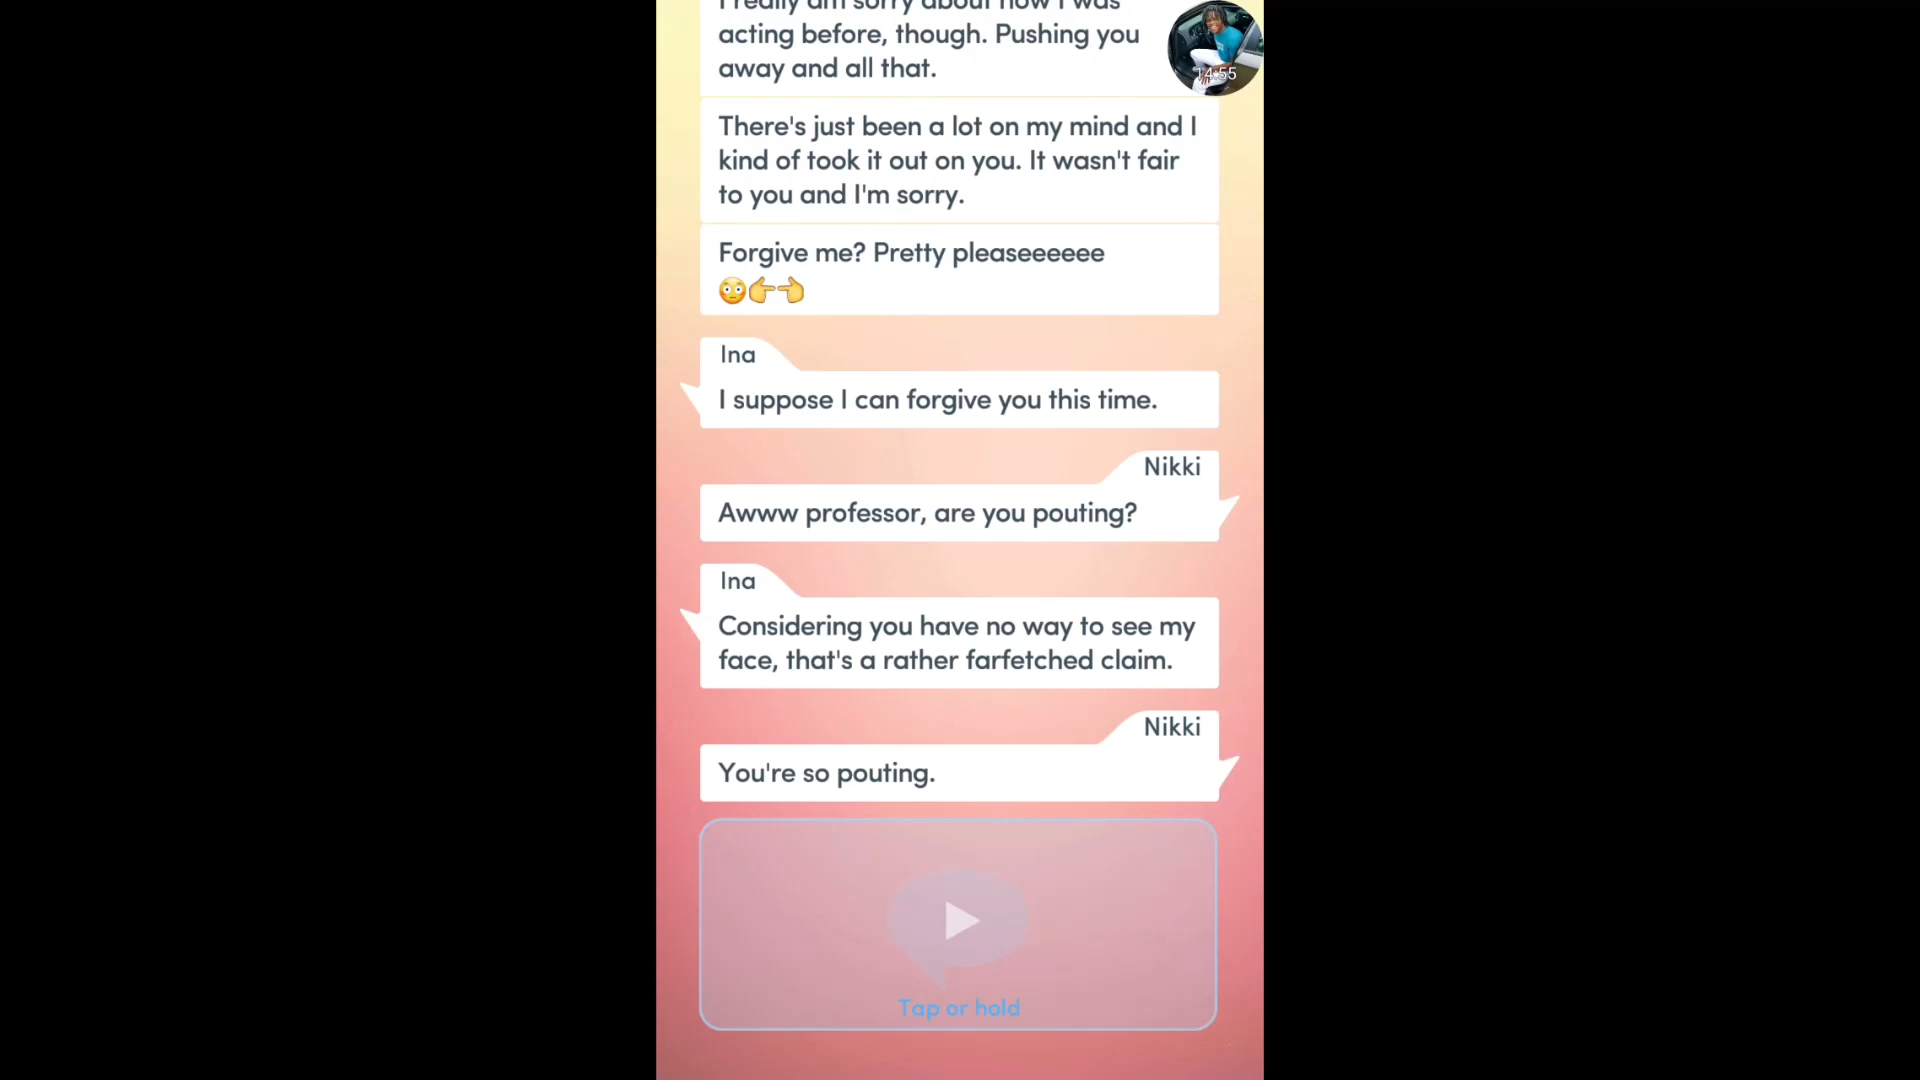 I really am sorry about how I was
acting before, though. Pushing you
away and all that.
14:55
There's just been a lot on my mind and I
kind of took it out on you. It wasn't fair
to you and I'm sorry.
Forgive me? Pretty pleaseeeeee
😳👉👈
Ina
I suppose I can forgive you this time.
Nikki
Awww professor, are you pouting?
Ina
Considering you have no way to see my
face, that's a rather farfetched claim.
Nikki
You're so pouting.
Tap or hold